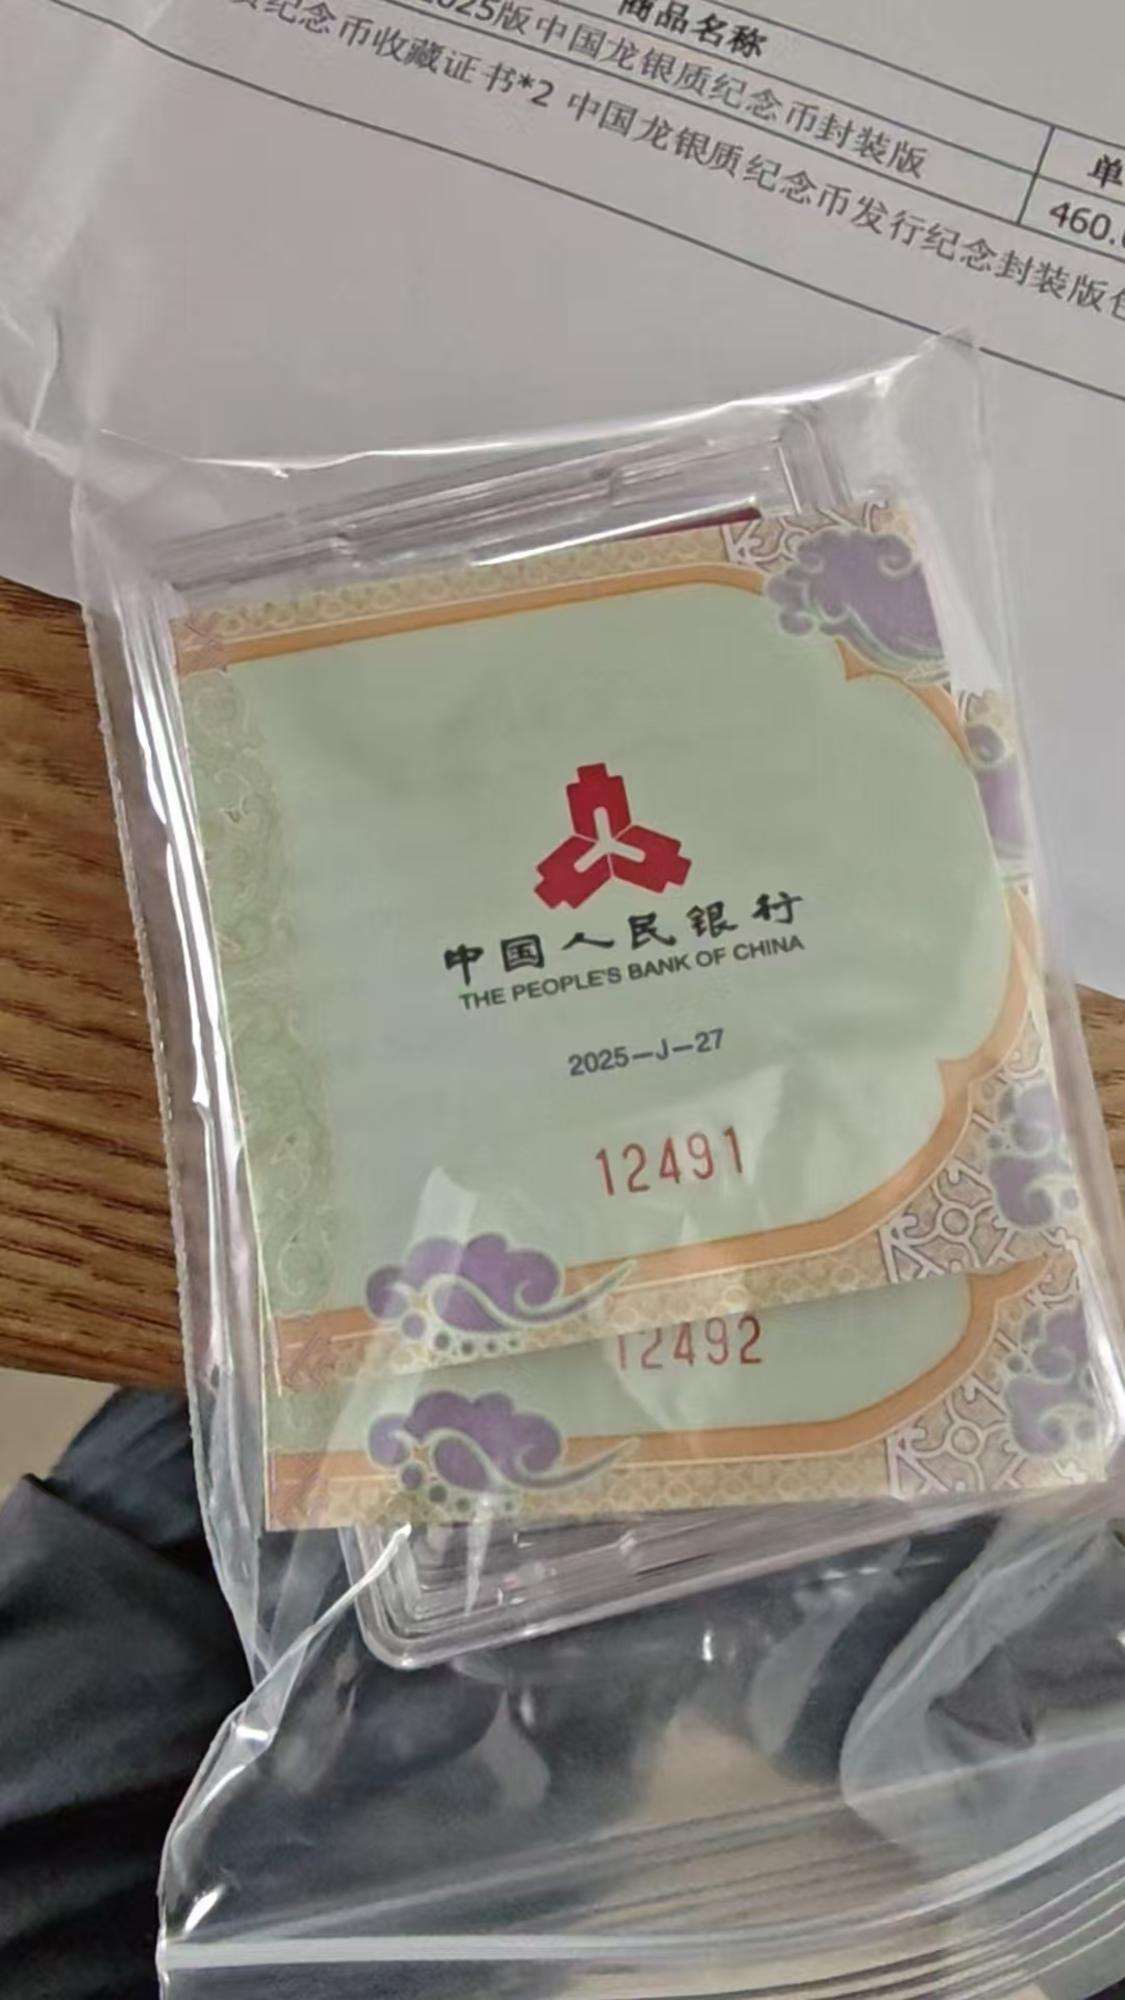 商品名称
2025版中国龙银质纪念币封装版
单
460.
质纪念币收藏证书*2 中国龙银质纪念币发行纪念封装版
中国人民银行
THE PEOPLE'S BANK OF CHINA
2025-J-27
12491
12492